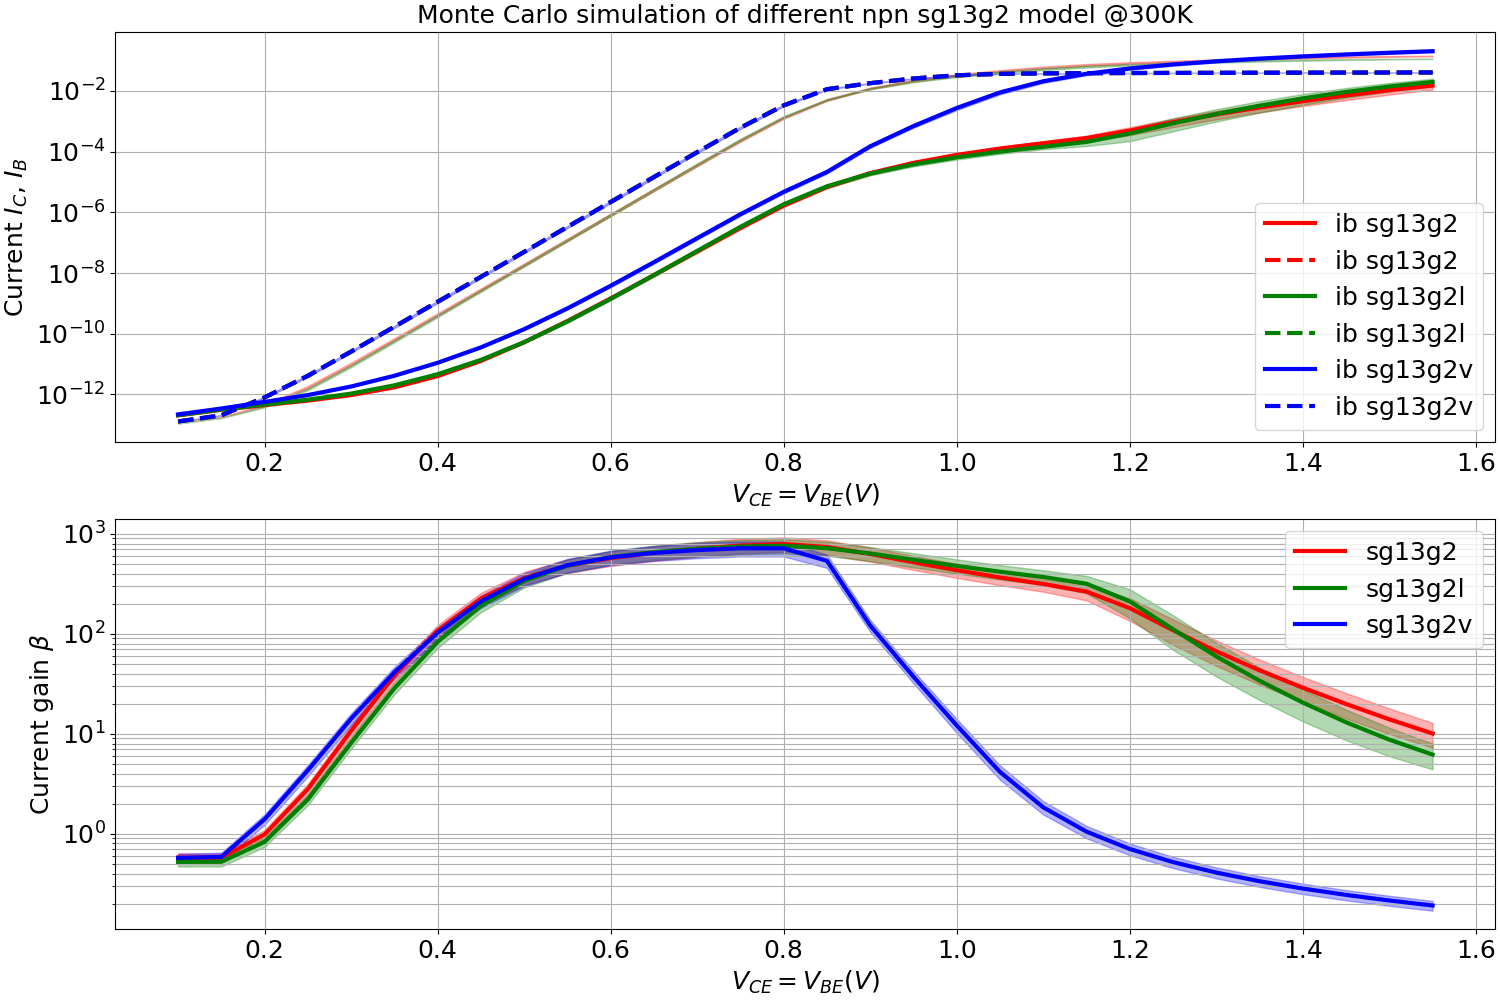 Monte Carlo simulation of different npn sg13g2 model @300K
Current I_C, I_B
10^−2
10^−4
10^−6
10^−8
10^−10
10^−12
ib sg13g2
ib sg13g2
ib sg13g2l
ib sg13g2l
ib sg13g2v
ib sg13g2v
0.2 0.4 0.6 0.8 1.0 1.2 1.4 1.6
V_CE = V_BE(V)
Current gain β
10^3
10^2
10^1
10^0
sg13g2
sg13g2l
sg13g2v
0.2 0.4 0.6 0.8 1.0 1.2 1.4 1.6
V_CE = V_BE(V)